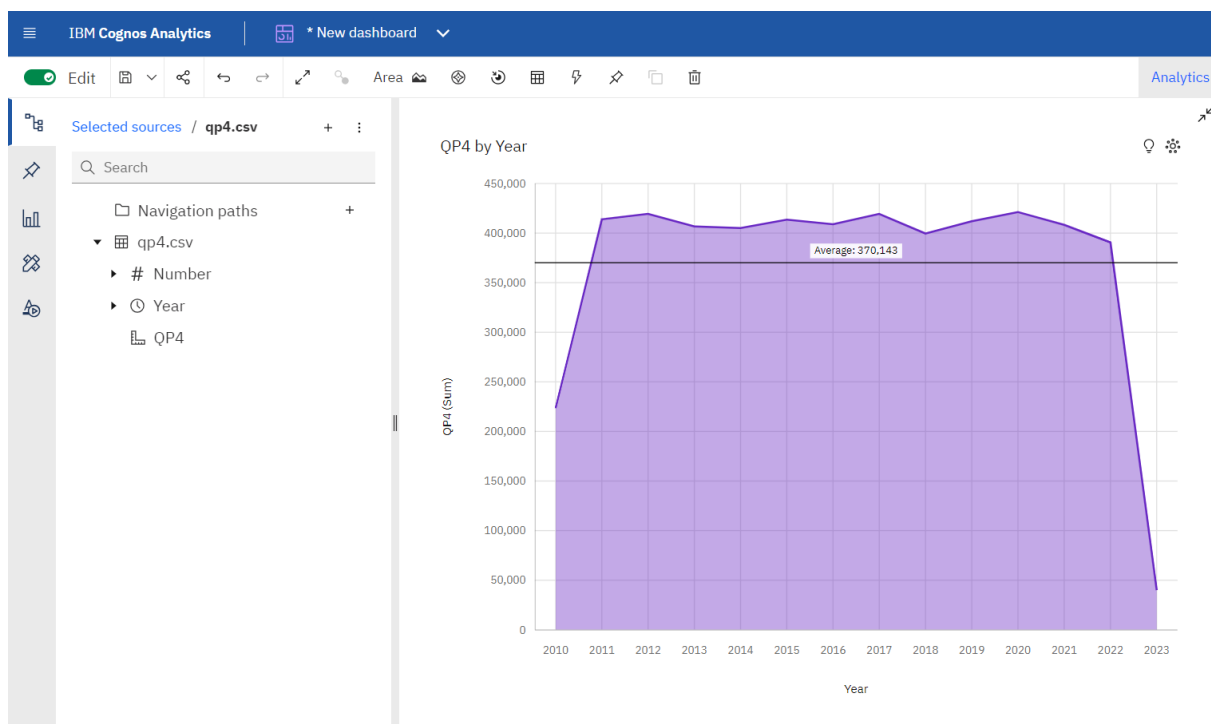 IBM Cognos Analytics
* New dashboard
Edit
Area
Analytics
Selected sources / qp4.csv
Search
Navigation paths
qp4.csv
# Number
Year
QP4
QP4 by Year
450,000
400,000
350,000
300,000
250,000
200,000
150,000
100,000
50,000
0
QP4 (Sum)
Average: 370,143
2010 2011 2012 2013 2014 2015 2016 2017 2018 2019 2020 2021 2022 2023
Year